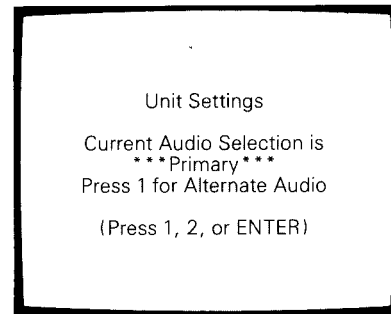 Unit Settings
Current Audio Selection is
***Primary***
Press 1 for Alternate Audio
(Press 1, 2, or ENTER)